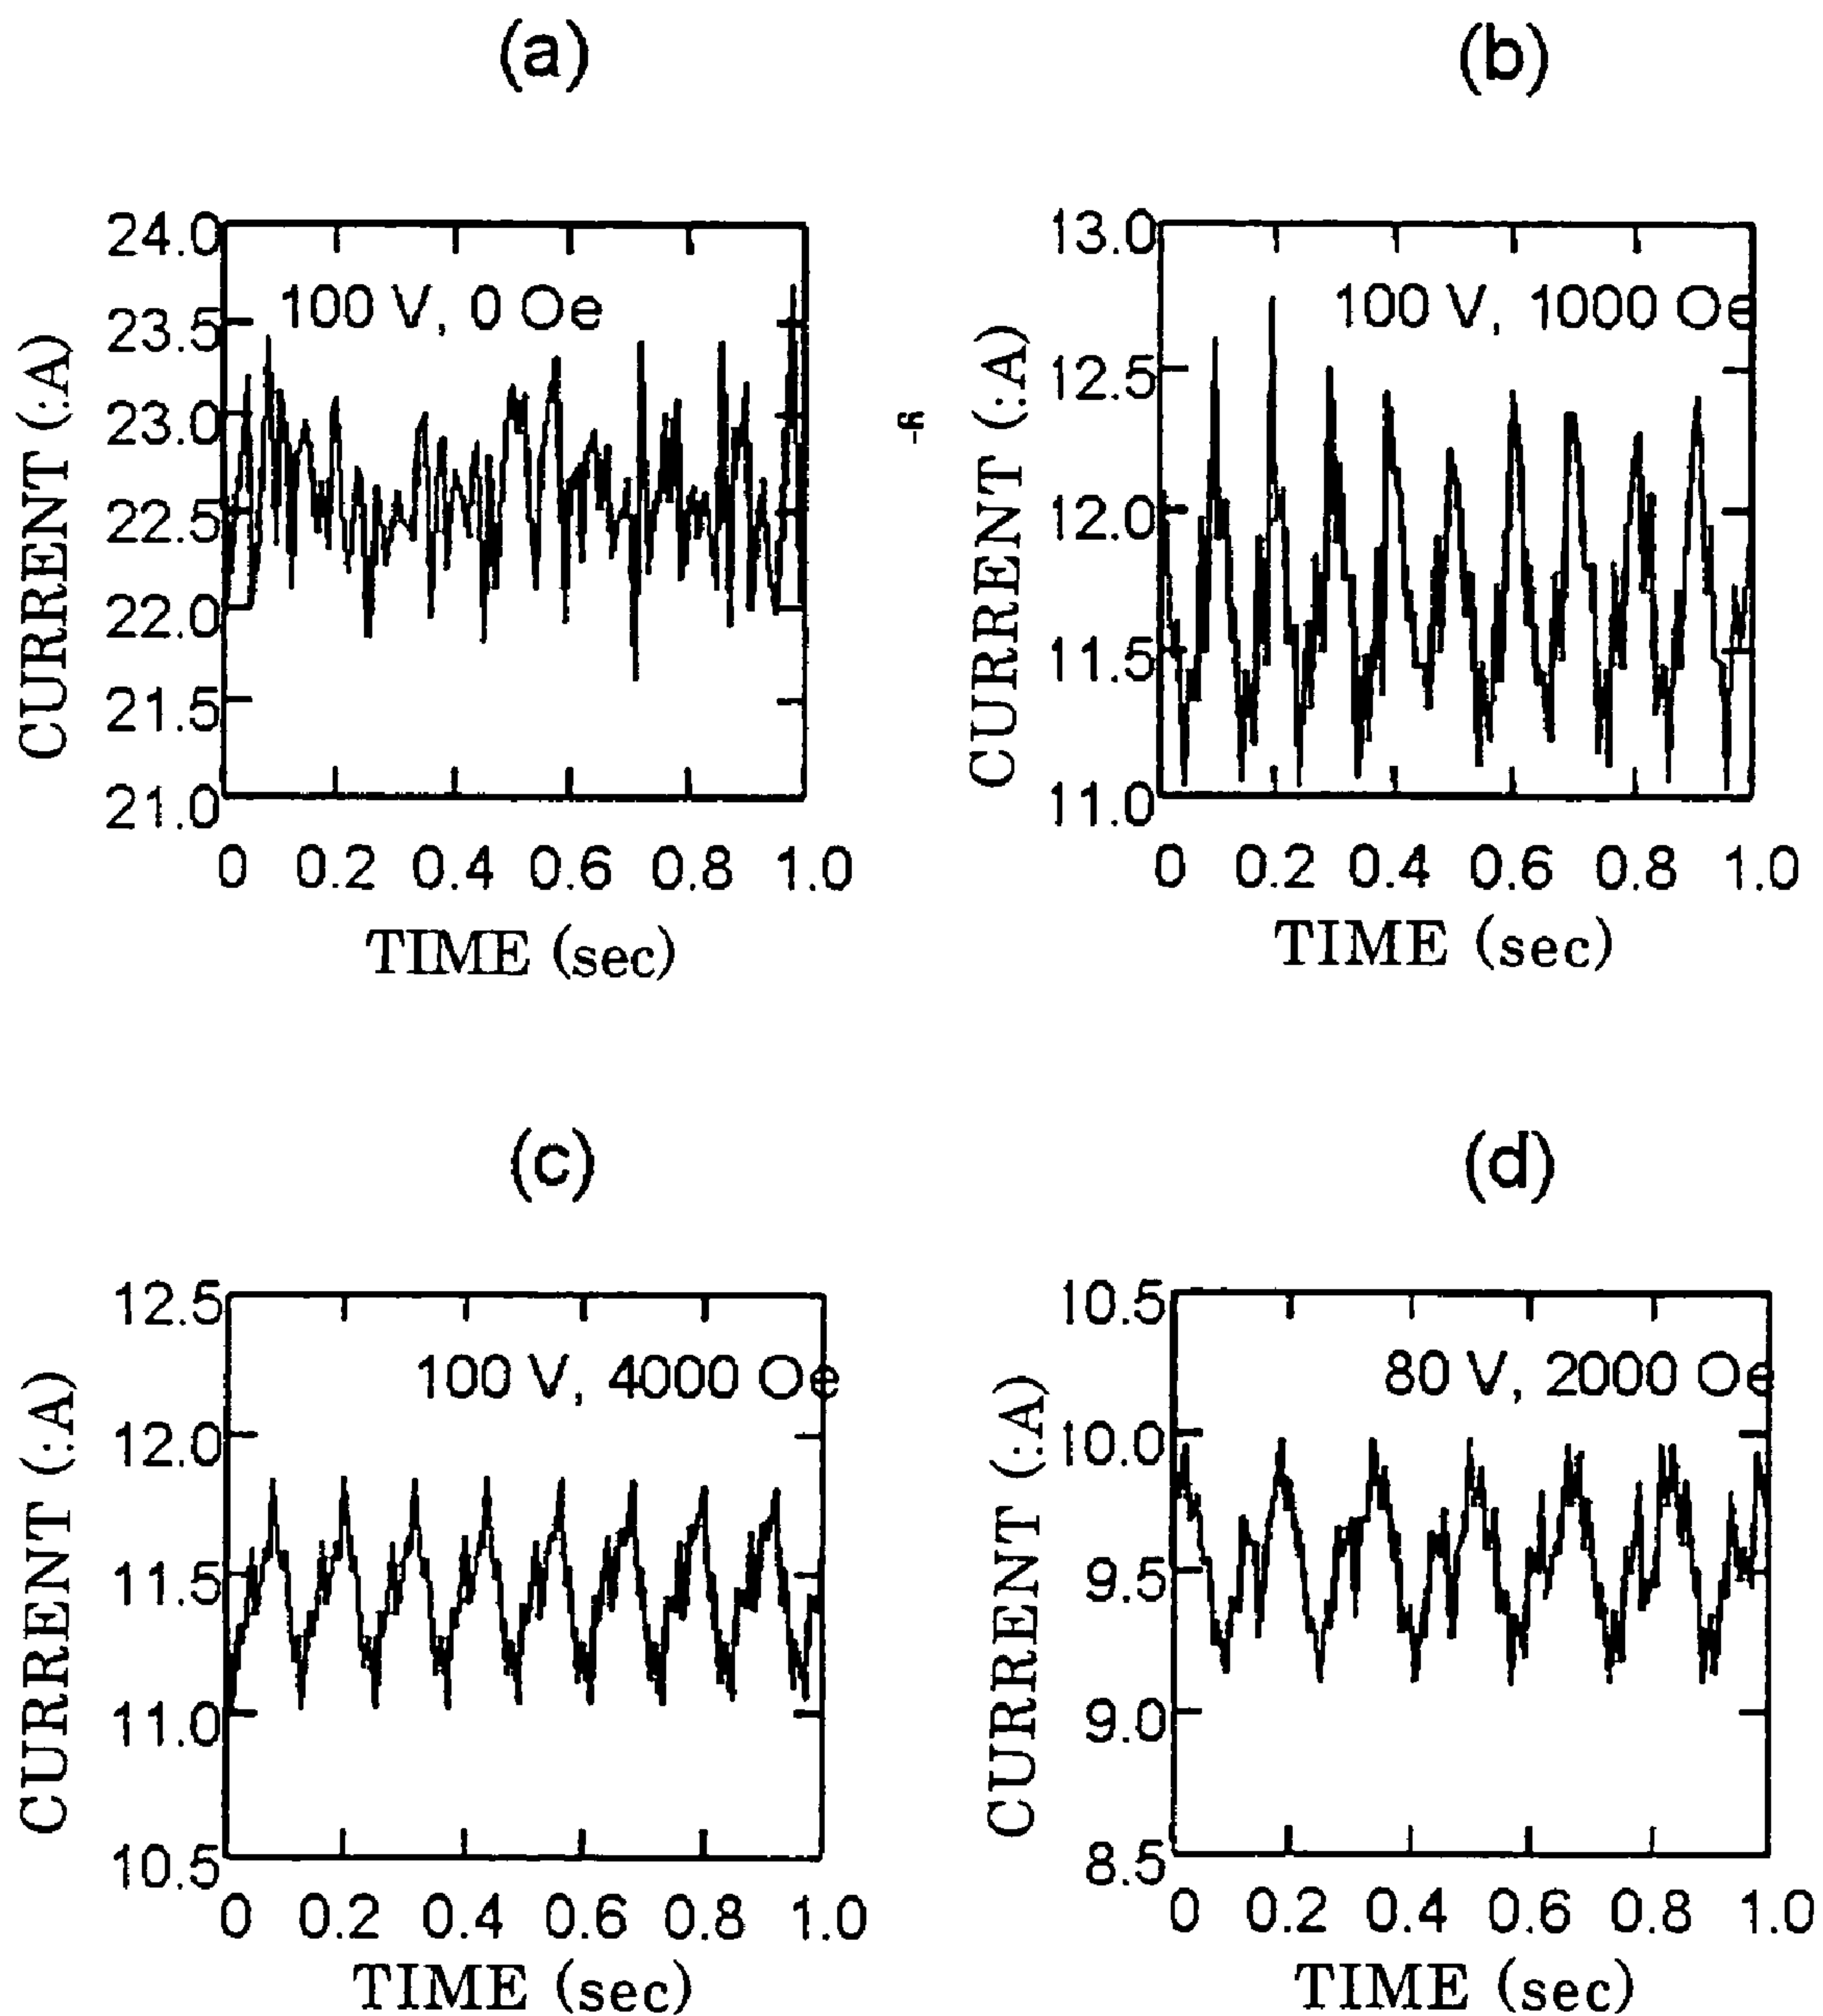 (a)
24.0
23.5
23.0
22.5
22.0
21.5
21.0
CURRENT (:A)
100 V, 0 Oe
0 0.2 0.4 0.6 0.8 1.0
TIME (sec)
(b)
13.0
12.5
12.0
11.5
11.0
CURRENT (:A)
100 V, 1000 Oe
0 0.2 0.4 0.6 0.8 1.0
TIME (sec)
(c)
12.5
12.0
11.5
11.0
10.5
CURRENT (:A)
100 V, 4000 Oe
0 0.2 0.4 0.6 0.8 1.0
TIME (sec)
(d)
10.5
10.0
9.5
9.0
8.5
CURRENT (:A)
80 V, 2000 Oe
0 0.2 0.4 0.6 0.8 1.0
TIME (sec)